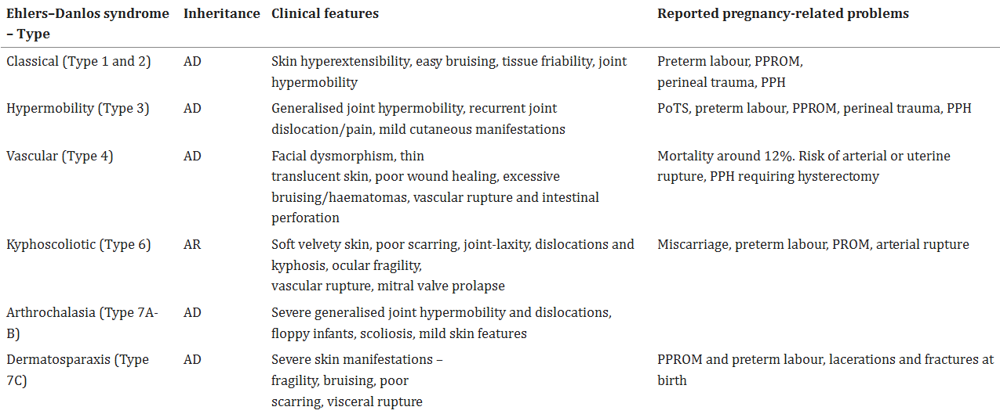 Ehlers–Danlos syndrome – Type Inheritance Clinical features Reported pregnancy-related problems
Classical (Type 1 and 2) AD Skin hyperextensibility, easy bruising, tissue friability, joint Preterm labour, PPROM,
hypermobility perineal trauma, PPH
Hypermobility (Type 3) AD Generalised joint hypermobility, recurrent joint PoTS, preterm labour, PPROM, perineal trauma, PPH
dislocation/pain, mild cutaneous manifestations
Vascular (Type 4) AD Facial dysmorphism, thin Mortality around 12%. Risk of arterial or uterine
translucent skin, poor wound healing, excessive rupture, PPH requiring hysterectomy
bruising/haematomas, vascular rupture and intestinal
perforation
Kyphoscoliotic (Type 6) AR Soft velvety skin, poor scarring, joint-laxity, dislocations and Miscarriage, preterm labour, PROM, arterial rupture
kyphosis, ocular fragility,
vascular rupture, mitral valve prolapse
Arthrochalasia (Type 7A- AD Severe generalised joint hypermobility and dislocations,
B) floppy infants, scoliosis, mild skin features
Dermatosparaxis (Type AD Severe skin manifestations – PPROM and preterm labour, lacerations and fractures at
7C) fragility, bruising, poor birth
scarring, visceral rupture